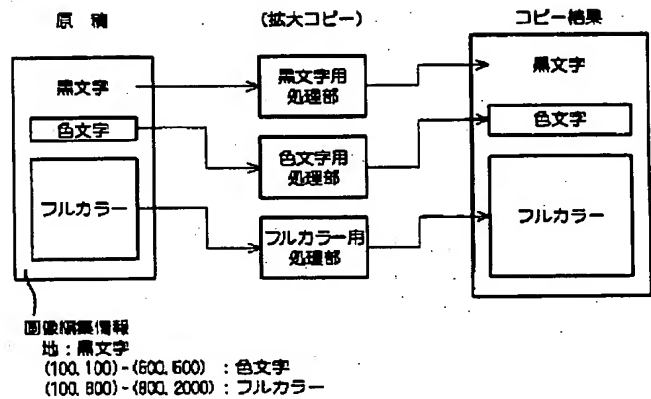 原 稿
(拡大コピー)
コピー結果
黒文字
黒文字用
処理部
黒文字
色文字
色文字用
処理部
色文字
フルカラー
フルカラー用
処理部
フルカラー
画像編集情報
地：黒文字
(100, 100) - (600, 600) ：色文字
(100, 800) - (800, 2000) ：フルカラー